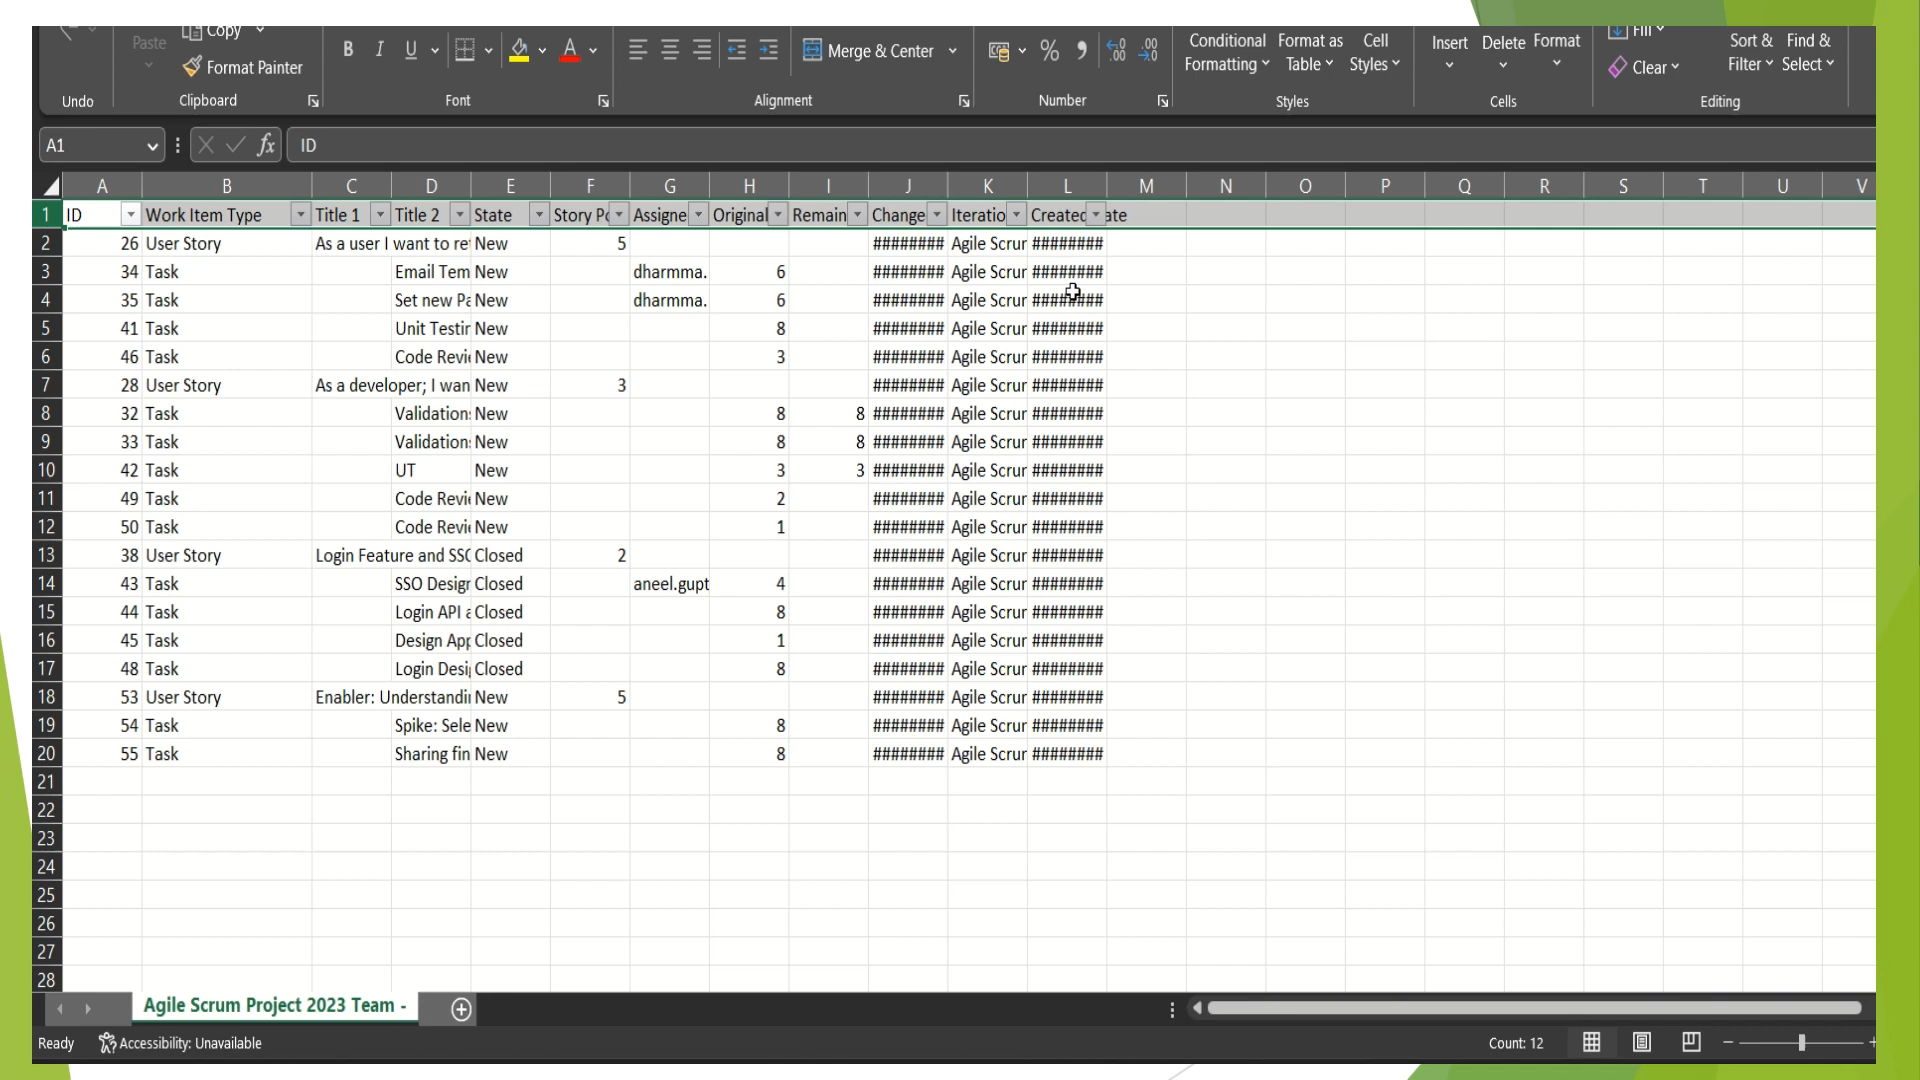 Paste Copy Fill
B I U A Merge & Center % Conditional Format as Cell Insert Delete Format Sort & Find &
Format Painter Formatting Table Styles Clear Filter Select
Undo Clipboard Font Alignment Number Styles Cells Editing
A1 fx ID
A B C D E F G H I J K L M N O P Q R S T U V
1 ID Work Item Type Title 1 Title 2 State Story Po Assigne Original Remain Change Iteratio Created ate
2 26 User Story As a user I want to re New 5 ######## Agile Scrur ########
3 34 Task Email Tem New dharmma. 6 ######## Agile Scrur ########
4 35 Task Set new Pa New dharmma. 6 ######## Agile Scrur ########
5 41 Task Unit Testir New 8 ######## Agile Scrur ########
6 46 Task Code Revi New 3 ######## Agile Scrur ########
7 28 User Story As a developer; I wan New 3 ######## Agile Scrur ########
8 32 Task Validation New 8 8 ######## Agile Scrur ########
9 33 Task Validation New 8 8 ######## Agile Scrur ########
10 42 Task UT New 3 3 ######## Agile Scrur ########
11 49 Task Code Revi New 2 ######## Agile Scrur ########
12 50 Task Code Revi New 1 ######## Agile Scrur ########
13 38 User Story Login Feature and SSO Closed 2 ######## Agile Scrur ########
14 43 Task SSO Design Closed aneel.gupt 4 ######## Agile Scrur ########
15 44 Task Login API a Closed 8 ######## Agile Scrur ########
16 45 Task Design App Closed 1 ######## Agile Scrur ########
17 48 Task Login Desi Closed 8 ######## Agile Scrur ########
18 53 User Story Enabler: Understandi New 5 ######## Agile Scrur ########
19 54 Task Spike: Sele New 8 ######## Agile Scrur ########
20 55 Task Sharing fin New 8 ######## Agile Scrur ########
21
22
23
24
25
26
27
28
Agile Scrum Project 2023 Team -
Ready Accessibility: Unavailable Count: 12